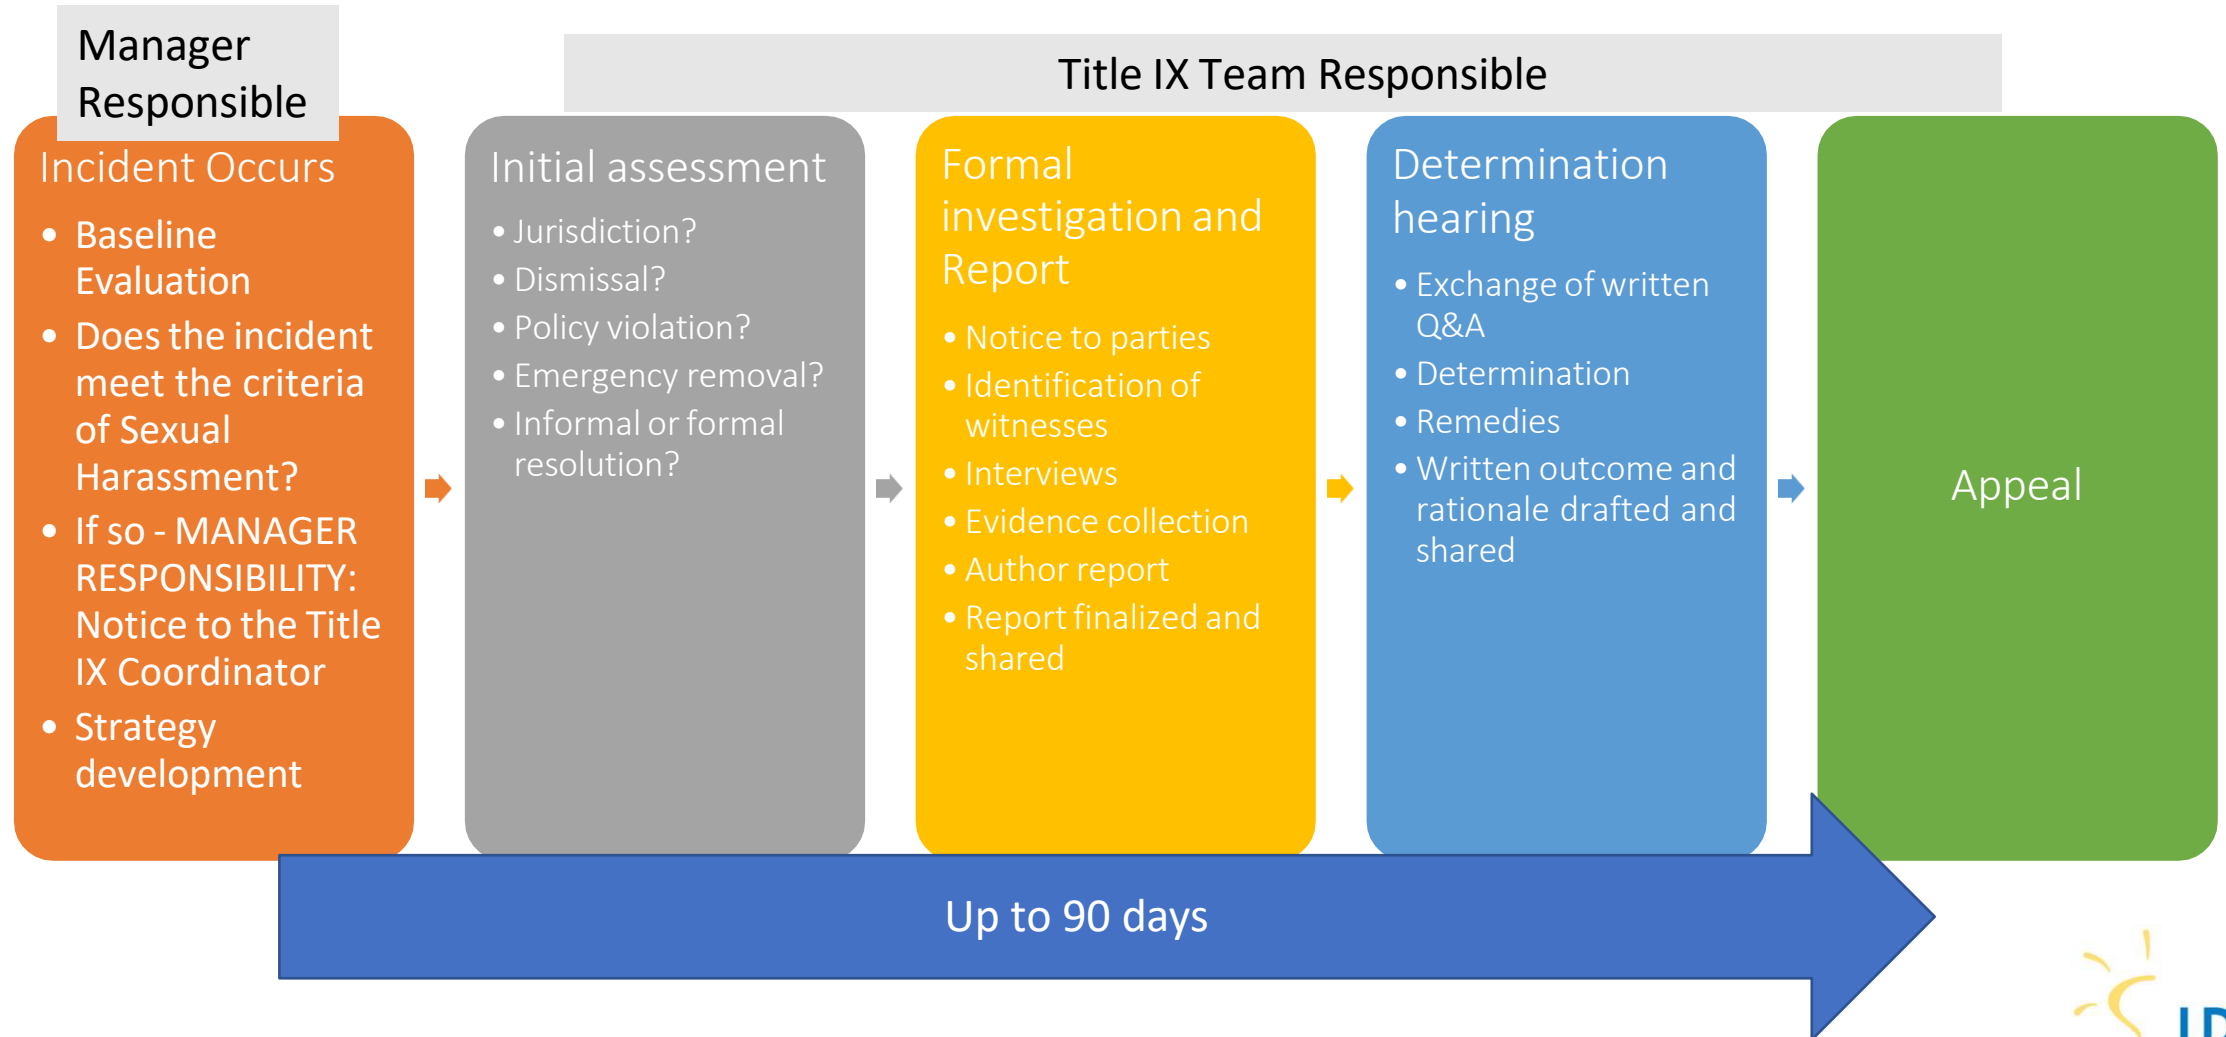 Manager
Responsible
Title IX Team Responsible
Incident Occurs
• Baseline
Evaluation
• Does the incident
meet the criteria
of Sexual
Harassment?
• If so - MANAGER
RESPONSIBILITY:
Notice to the Title
IX Coordinator
• Strategy
development
Initial assessment
• Jurisdiction?
• Dismissal?
• Policy violation?
• Emergency removal?
• Informal or formal
resolution?
Formal
investigation and
Report
• Notice to parties
• Identification of
witnesses
• Interviews
• Evidence collection
• Author report
• Report finalized and
shared
Determination
hearing
• Exchange of written
Q&A
• Determination
• Remedies
• Written outcome and
rationale drafted and
shared
Appeal
Up to 90 days